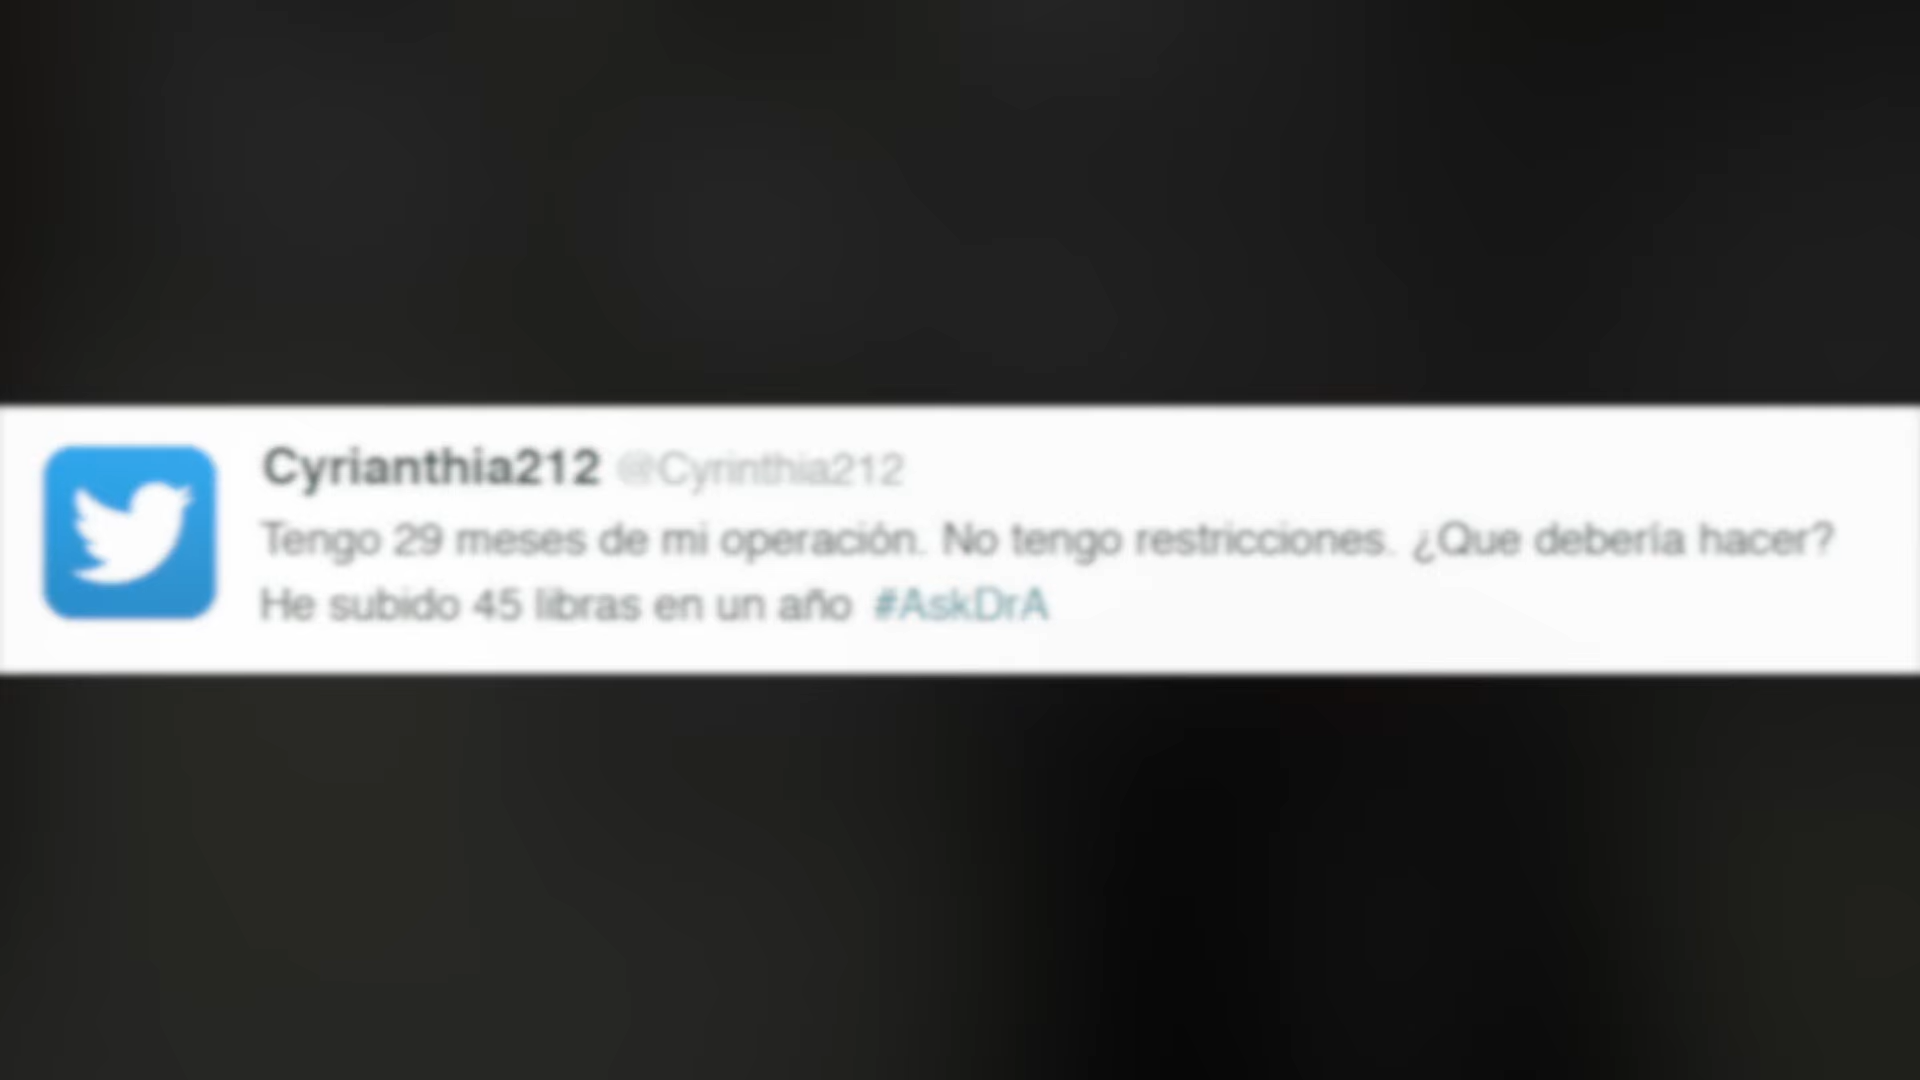 Cyrianthia212 @Cyrinthia212
Tengo 29 meses de mi operación. No tengo restricciones. ¿Que debería hacer?
He subido 45 libras en un año #AskDrA